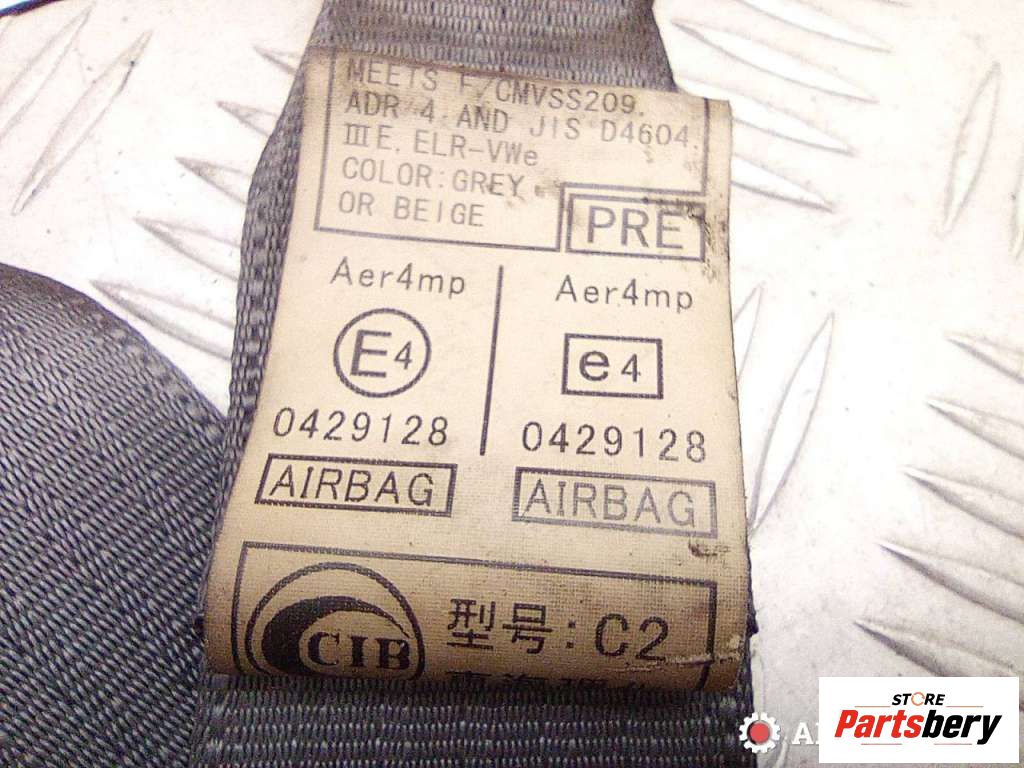 MEETS F/CMVSS209.
ADR 4 AND JIS D4604.
ⅢE. ELR-VWe
COLOR:GREY
OR BEIGE
PRE
Aer4mp
Aer4mp
E4
e4
0429128
0429128
AIRBAG
AIRBAG
CIB
型号: C2
STORE
Partsbery